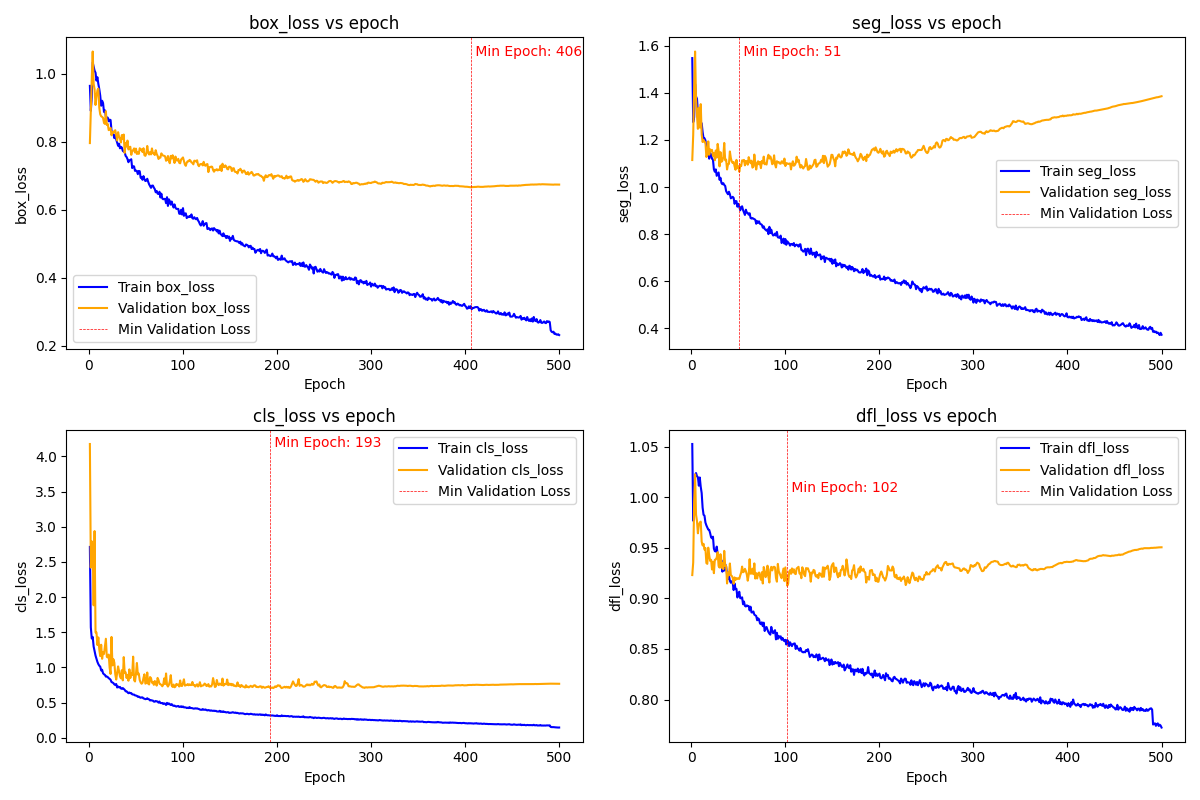 box_loss vs epoch
Min Epoch: 406
box_loss
1.0
0.8
0.6
0.4
0.2
Train box_loss
Validation box_loss
Min Validation Loss
0 100 200 300 400 500
Epoch
seg_loss vs epoch
Min Epoch: 51
seg_loss
1.6
1.4
1.2
1.0
0.8
0.6
0.4
Train seg_loss
Validation seg_loss
Min Validation Loss
0 100 200 300 400 500
Epoch
cls_loss vs epoch
Min Epoch: 193
cls_loss
4.0
3.5
3.0
2.5
2.0
1.5
1.0
0.5
0.0
Train cls_loss
Validation cls_loss
Min Validation Loss
0 100 200 300 400 500
Epoch
dfl_loss vs epoch
Min Epoch: 102
dfl_loss
1.05
1.00
0.95
0.90
0.85
0.80
Train dfl_loss
Validation dfl_loss
Min Validation Loss
0 100 200 300 400 500
Epoch